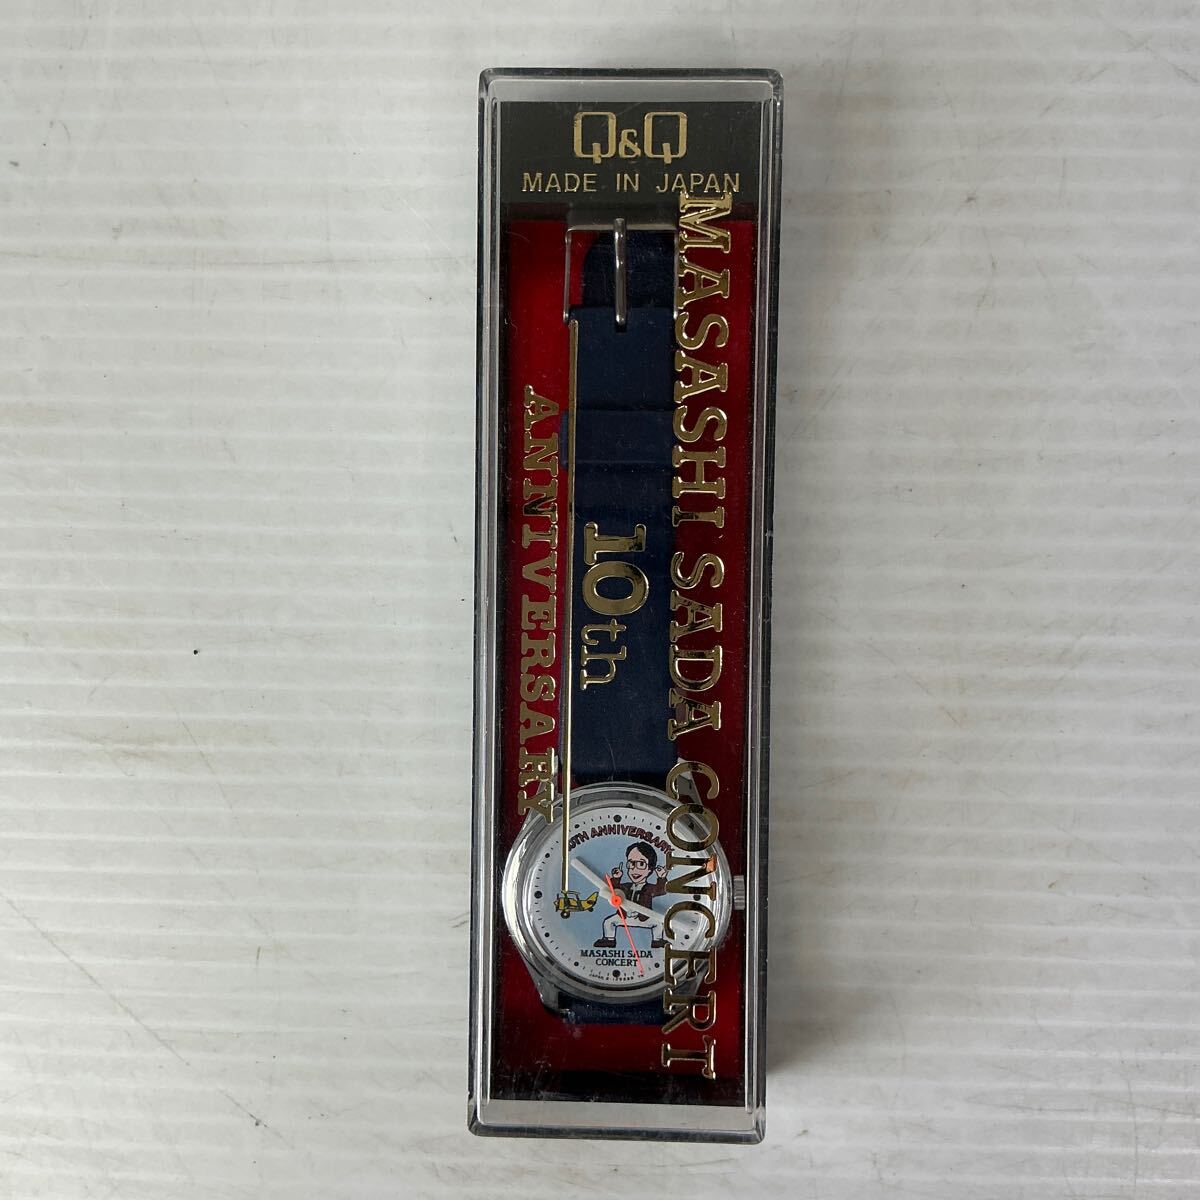 Q&Q
MADE IN JAPAN
MASASHI SADA CONCERT
10th
ANNIVERSARY
10TH ANNIVERSARY
MASASHI SADA
CONCERT